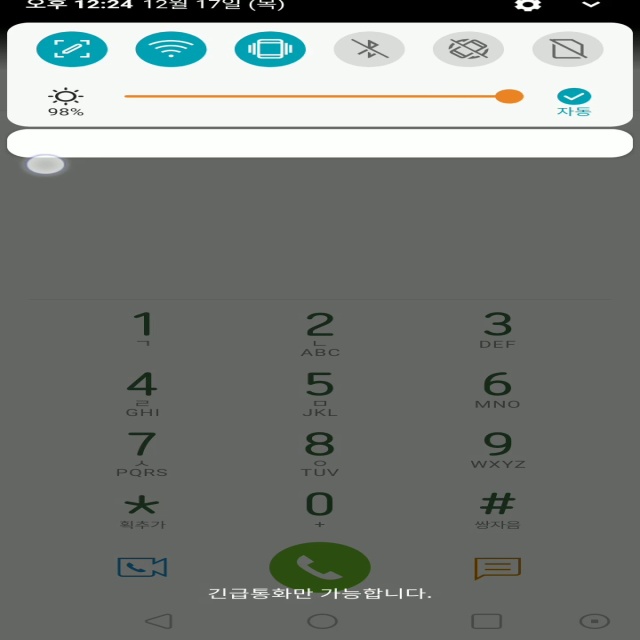 오후 12:24 12월 17일 (목)
98%
자동
1 2 3
ㄱ ㄴ
ABC DEF
4 5 6
ㄹ ㅁ
GHI JKL MNO
7 8 9
ㅅ ㅇ
PQRS TUV WXYZ
* 0 #
획추가 + 쌍자음
긴급통화만 가능합니다.